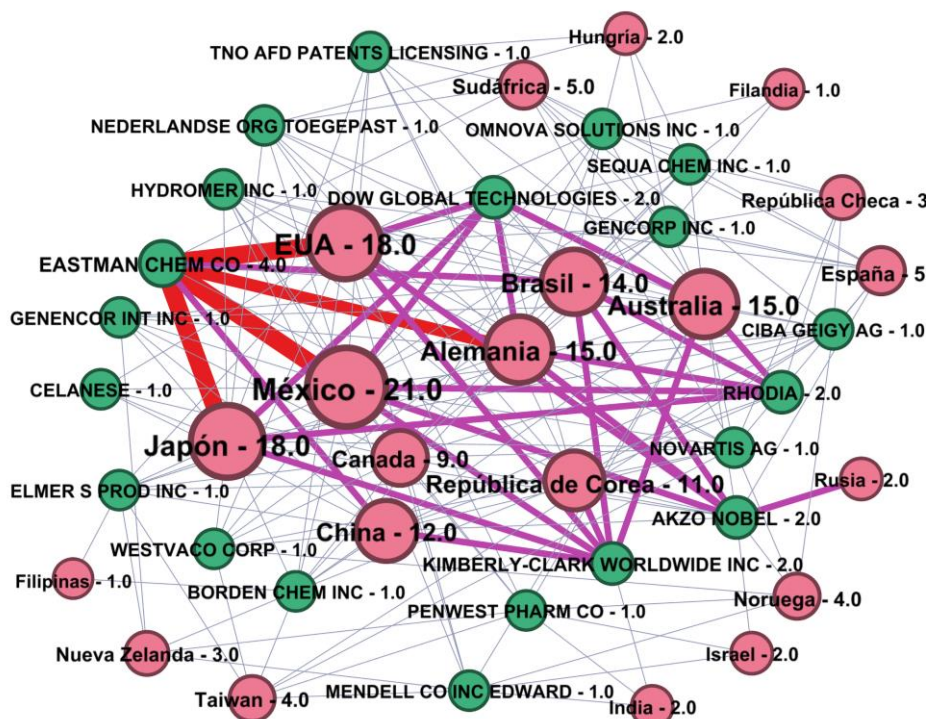 Hungría - 2.0
TNO AFD PATENTS LICENSING - 1.0
Sudáfrica - 5.0
Filandia - 1.0
NEDERLANDSE ORG TOEGEPAST - 1.0
OMNOVA SOLUTIONS INC - 1.0
SEQUA CHEM INC - 1.0
HYDROMER INC - 1.0
DOW GLOBAL TECHNOLOGIES - 2.0
República Checa - 3
GENCORP INC - 1.0
EUA - 18.0
EASTMAN CHEM CO - 4.0
España - 5
Brasil - 14.0
Australia - 15.0
GENENCOR INT INC - 1.0
CIBA GEIGY AG - 1.0
Alemania - 15.0
CELANESE - 1.0
México - 21.0
RHODIA - 2.0
Japón - 18.0
NOVARTIS AG - 1.0
Canada - 9.0
Rusia - 2.0
República de Corea - 11.0
ELMER S PROD INC - 1.0
AKZO NOBEL - 2.0
China - 12.0
WESTVACO CORP - 1.0
KIMBERLY-CLARK WORLDWIDE INC - 2.0
Filipinas - 1.0
BORDEN CHEM INC - 1.0
Noruega - 4.0
PENWEST PHARM CO - 1.0
Nueva Zelanda - 3.0
Israel - 2.0
MENDELL CO INC EDWARD - 1.0
Taiwan - 4.0
India - 2.0